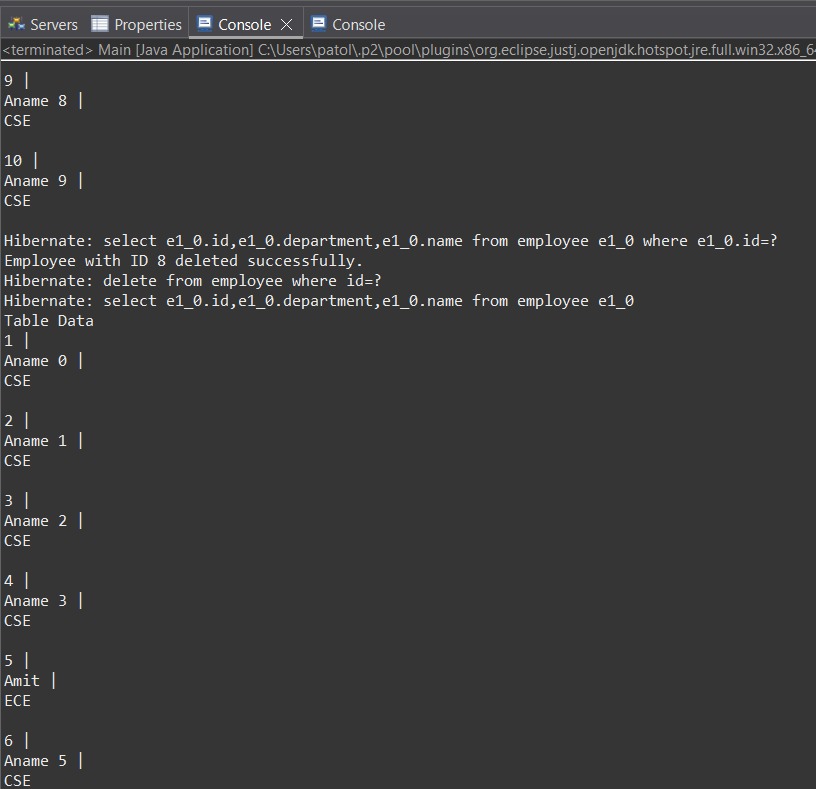 Servers Properties Console Console
<terminated> Main [Java Application] C:\Users\patol\.p2\pool\plugins\org.eclipse.justj.openjdk.hotspot.jre.full.win32.x86_64
9 |
Aname 8 |
CSE
10 |
Aname 9 |
CSE
Hibernate: select e1_0.id,e1_0.department,e1_0.name from employee e1_0 where e1_0.id=?
Employee with ID 8 deleted successfully.
Hibernate: delete from employee where id=?
Hibernate: select e1_0.id,e1_0.department,e1_0.name from employee e1_0
Table Data
1 |
Aname 0 |
CSE
2 |
Aname 1 |
CSE
3 |
Aname 2 |
CSE
4 |
Aname 3 |
CSE
5 |
Amit |
ECE
6 |
Aname 5 |
CSE